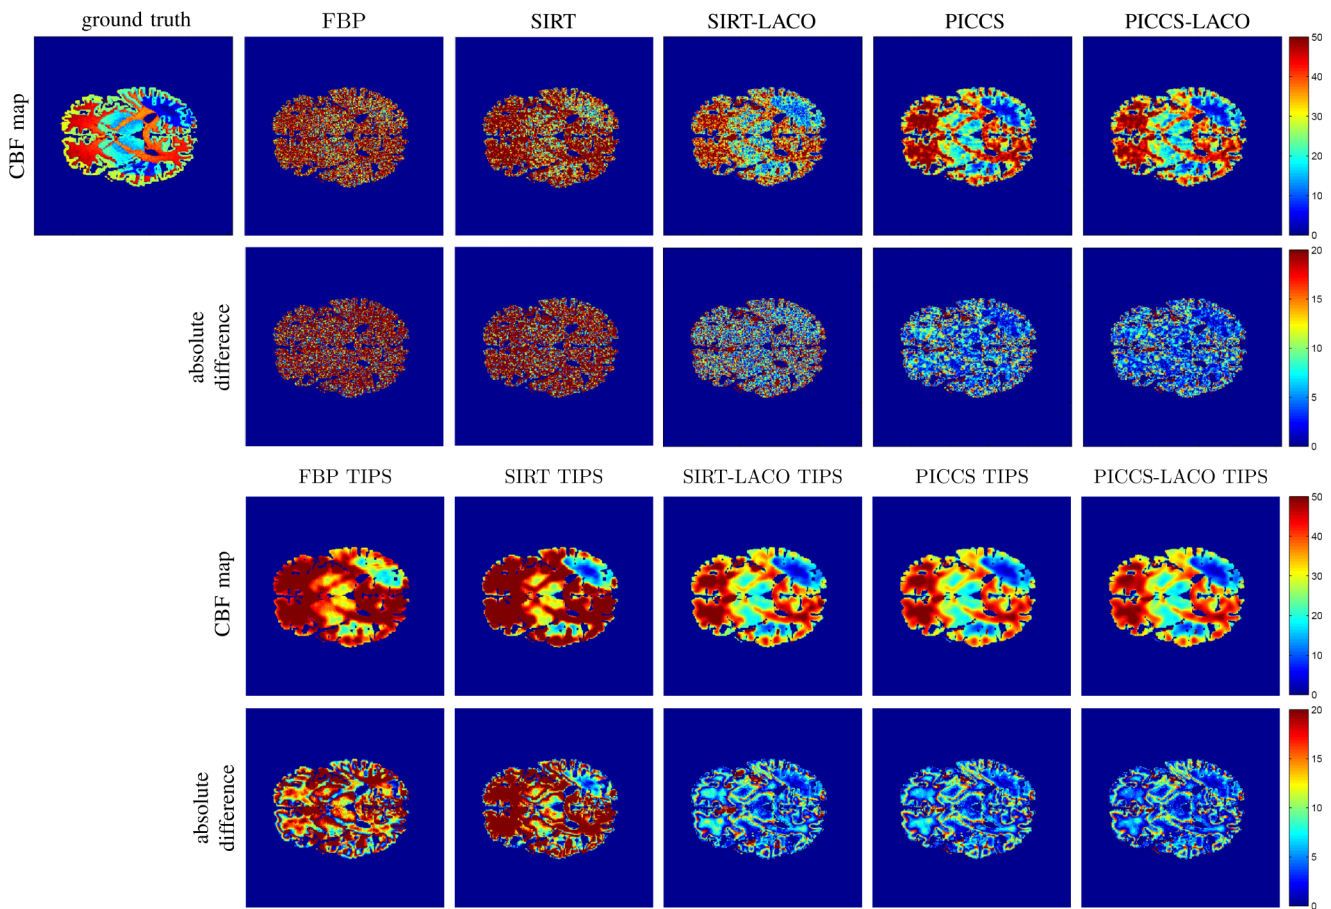 ground truth
FBP
SIRT
SIRT-LACO
PICCS
PICCS-LACO
CBF map
50
40
30
20
10
0
absolute
difference
20
15
10
5
0
FBP TIPS
SIRT TIPS
SIRT-LACO TIPS
PICCS TIPS
PICCS-LACO TIPS
CBF map
50
40
30
20
10
0
absolute
difference
20
15
10
5
0